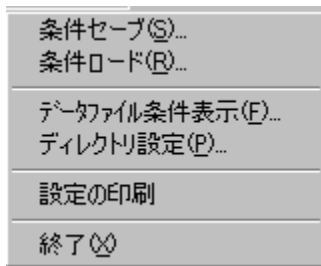 条件セーブ(S)...
条件ロード(R)...
ﾃﾞｰﾀﾌｧｲﾙ条件表示(F)...
ディレクトリ設定(P)...
設定の印刷
終了(X)